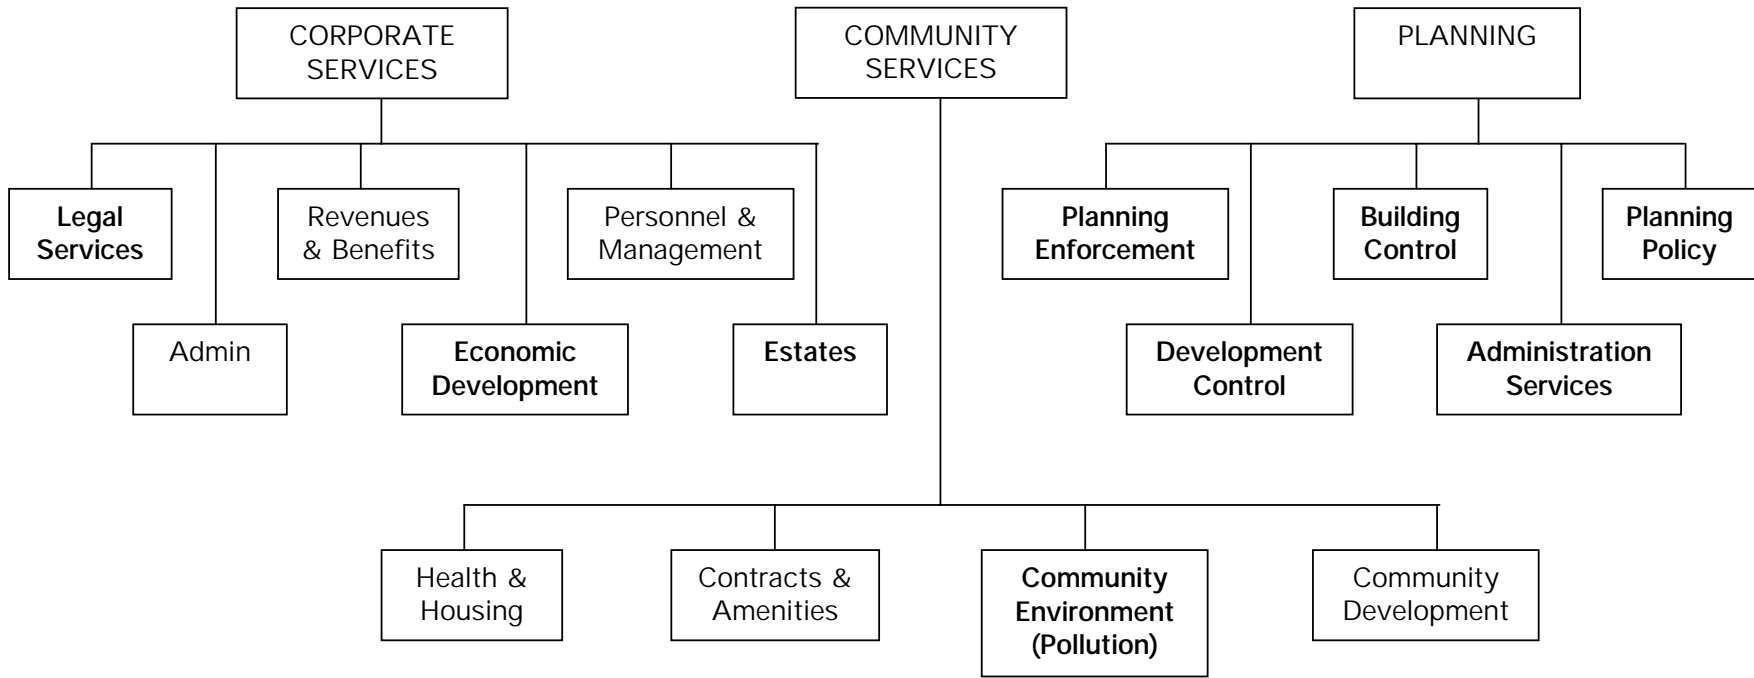 CORPORATE
SERVICES
COMMUNITY
SERVICES
PLANNING
Legal
Services
Revenues
& Benefits
Personnel &
Management
Planning
Enforcement
Building
Control
Planning
Policy
Admin
Economic
Development
Estates
Development
Control
Administration
Services
Health &
Housing
Contracts &
Amenities
Community
Environment
(Pollution)
Community
Development